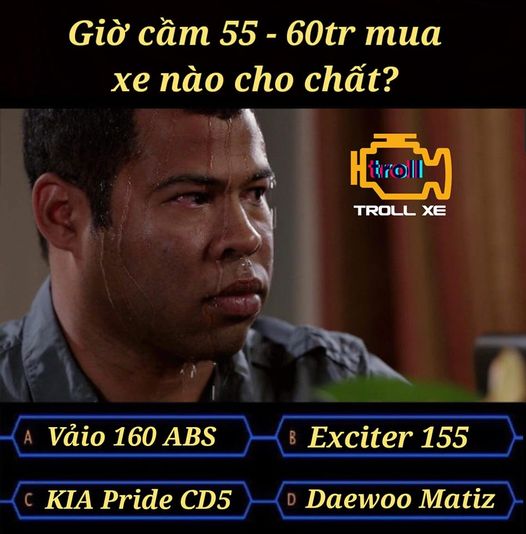 Giờ cầm 55 - 60tr mua
xe nào cho chất?
troll
TROLL XE
A Vảio 160 ABS
B Exciter 155
C KIA Pride CD5
D Daewoo Matiz